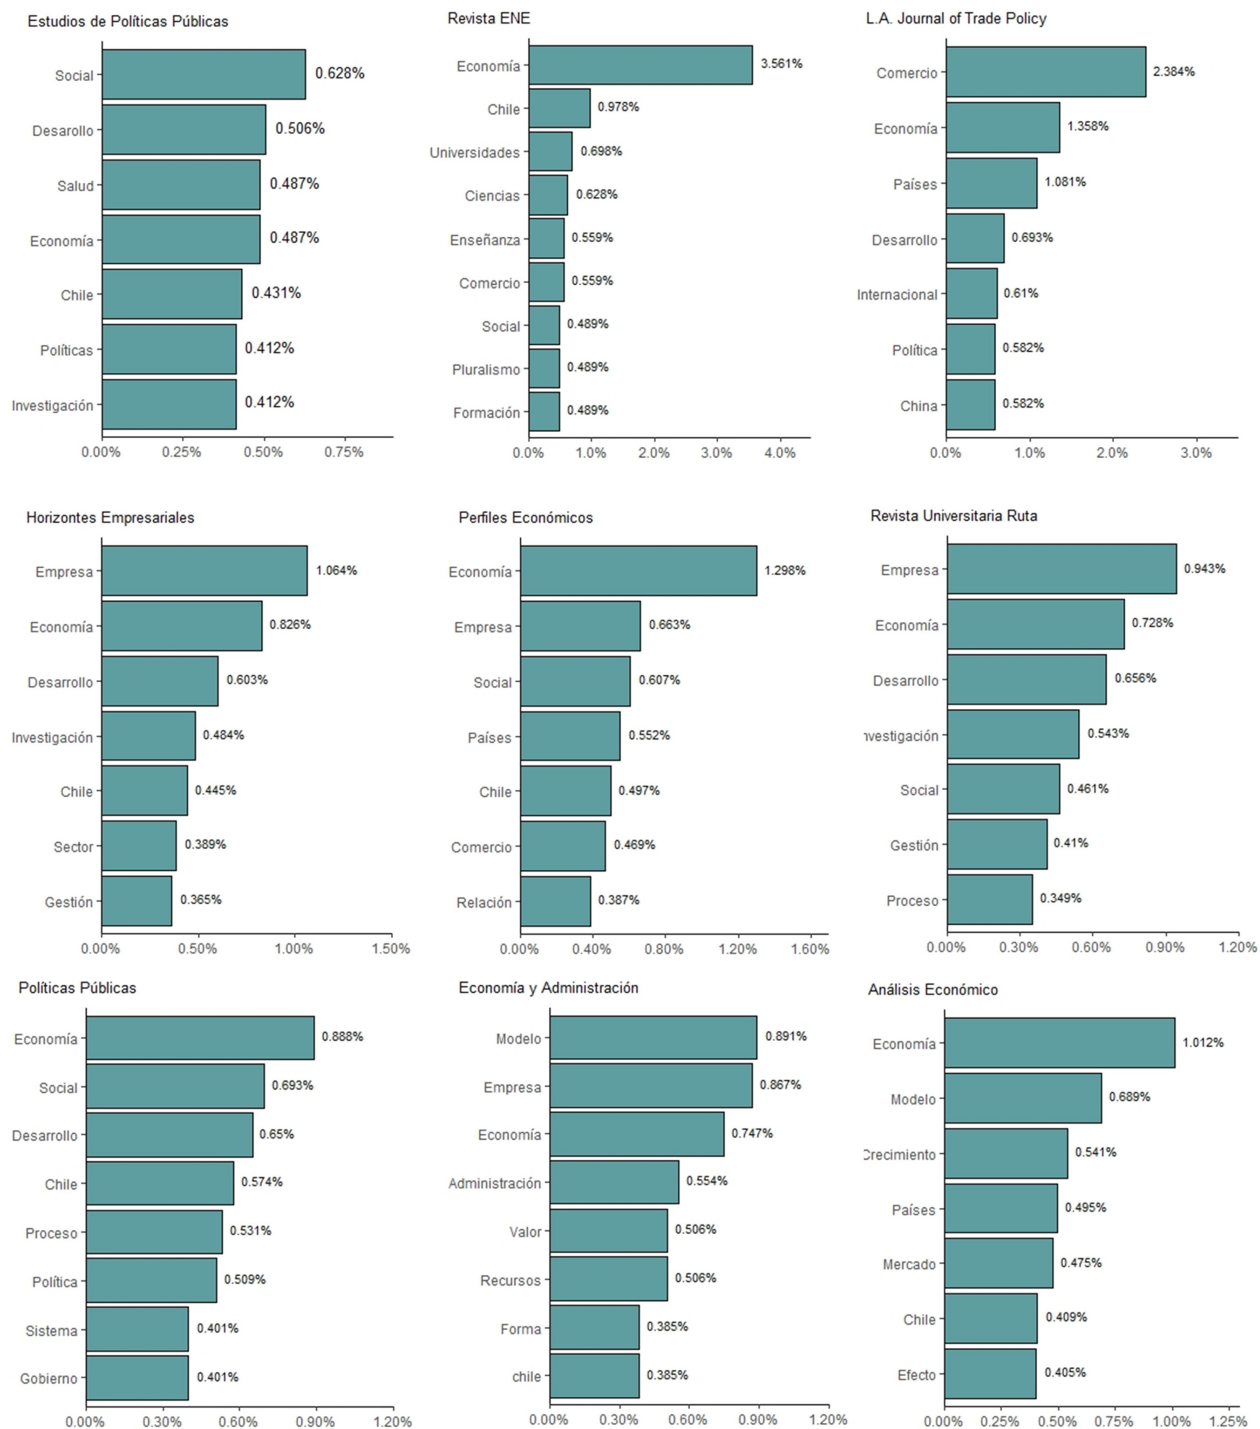 Estudios de Políticas Públicas
Social
0.628%
Desarollo
0.506%
Salud
0.487%
Economía
0.487%
Chile
0.431%
Políticas
0.412%
Investigación
0.412%
0.00% 0.25% 0.50% 0.75%
Revista ENE
Economía
3.561%
Chile
0.978%
Universidades
0.698%
Ciencias
0.628%
Enseñanza
0.559%
Comercio
0.559%
Social
0.489%
Pluralismo
0.489%
Formación
0.489%
0.0% 1.0% 2.0% 3.0% 4.0%
L.A. Journal of Trade Policy
Comercio
2.384%
Economía
1.358%
Países
1.081%
Desarrollo
0.693%
Internacional
0.61%
Política
0.582%
China
0.582%
0.0% 1.0% 2.0% 3.0%
Horizontes Empresariales
Empresa
1.064%
Economía
0.826%
Desarrollo
0.603%
Investigación
0.484%
Chile
0.445%
Sector
0.389%
Gestión
0.365%
0.00% 0.50% 1.00% 1.50%
Perfiles Económicos
Economía
1.298%
Empresa
0.663%
Social
0.607%
Países
0.552%
Chile
0.497%
Comercio
0.469%
Relación
0.387%
0.00% 0.40% 0.80% 1.20% 1.60%
Revista Universitaria Ruta
Empresa
0.943%
Economía
0.728%
Desarrollo
0.656%
nvestigación
0.543%
Social
0.461%
Gestión
0.41%
Proceso
0.349%
0.00% 0.30% 0.60% 0.90% 1.20%
Políticas Públicas
Economía
0.888%
Social
0.693%
Desarrollo
0.65%
Chile
0.574%
Proceso
0.531%
Política
0.509%
Sistema
0.401%
Gobierno
0.401%
0.00% 0.30% 0.60% 0.90% 1.20%
Economía y Administración
Modelo
0.891%
Empresa
0.867%
Economía
0.747%
Administración
0.554%
Valor
0.506%
Recursos
0.506%
Forma
0.385%
chile
0.385%
0.00% 0.30% 0.60% 0.90% 1.20%
Análisis Económico
Economía
1.012%
Modelo
0.689%
Crecimiento
0.541%
Países
0.495%
Mercado
0.475%
Chile
0.409%
Efecto
0.405%
0.00% 0.25% 0.50% 0.75% 1.00% 1.25%